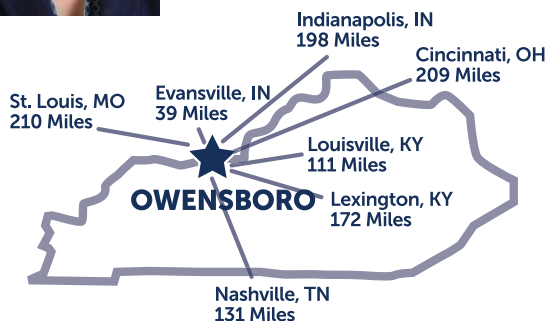 Indianapolis, IN
198 Miles
Cincinnati, OH
209 Miles
Evansville, IN
39 Miles
St. Louis, MO
210 Miles
Louisville, KY
111 Miles
OWENSBORO
Lexington, KY
172 Miles
Nashville, TN
131 Miles